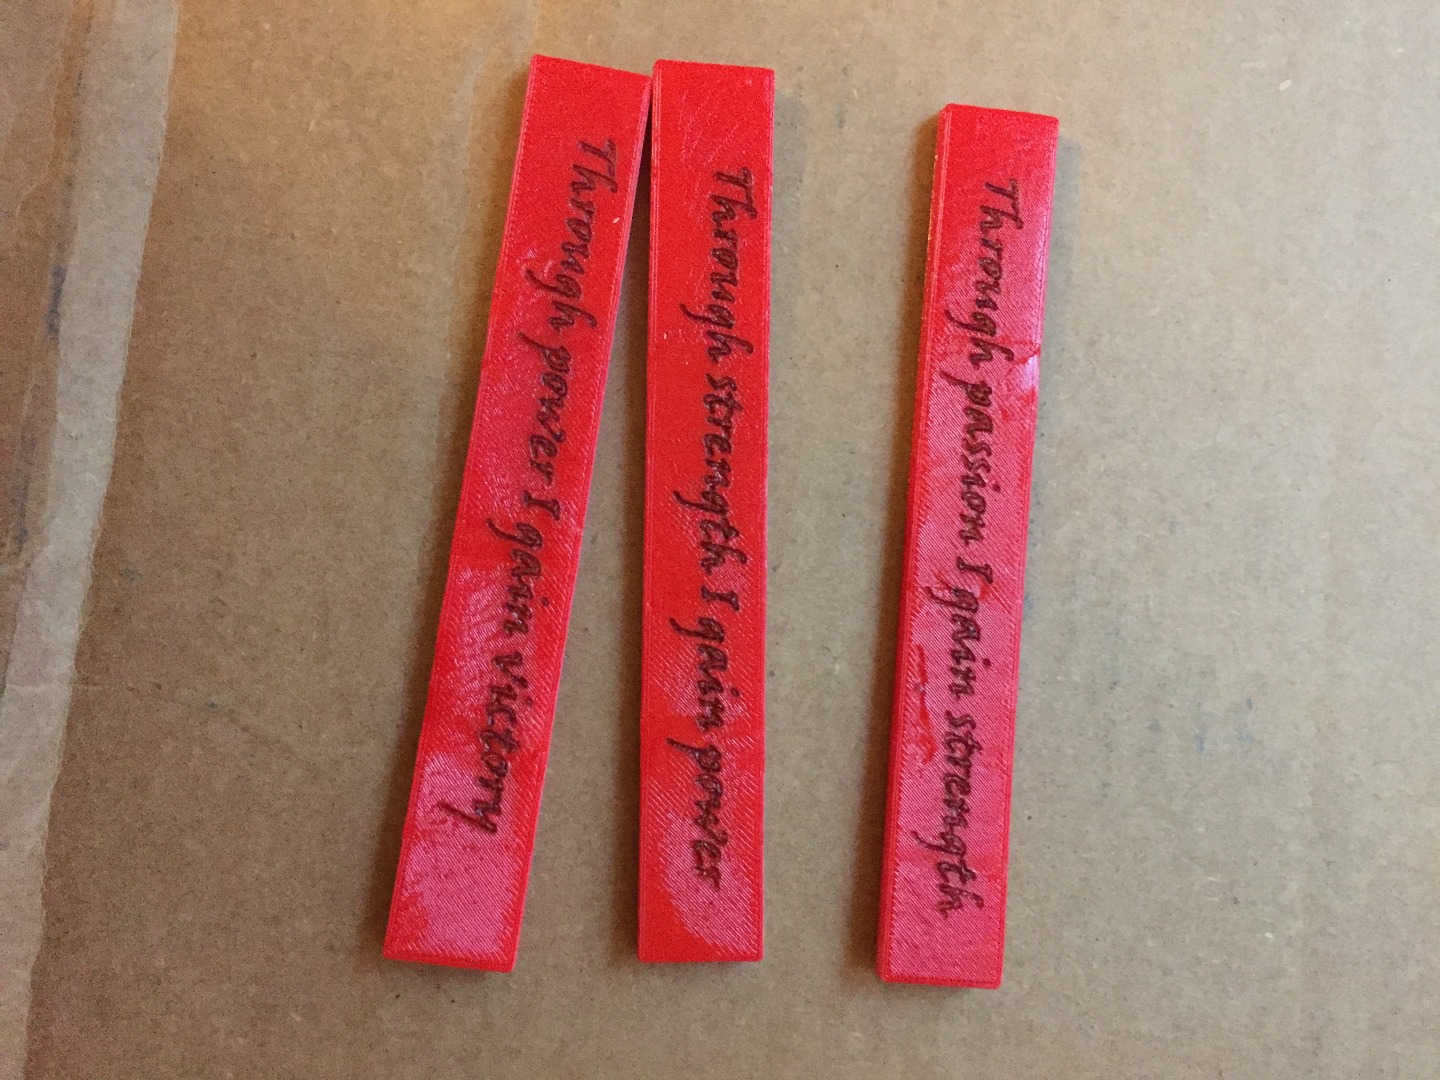 Through power I gain Victory
Through strength I gain power
Through passion I gain strength